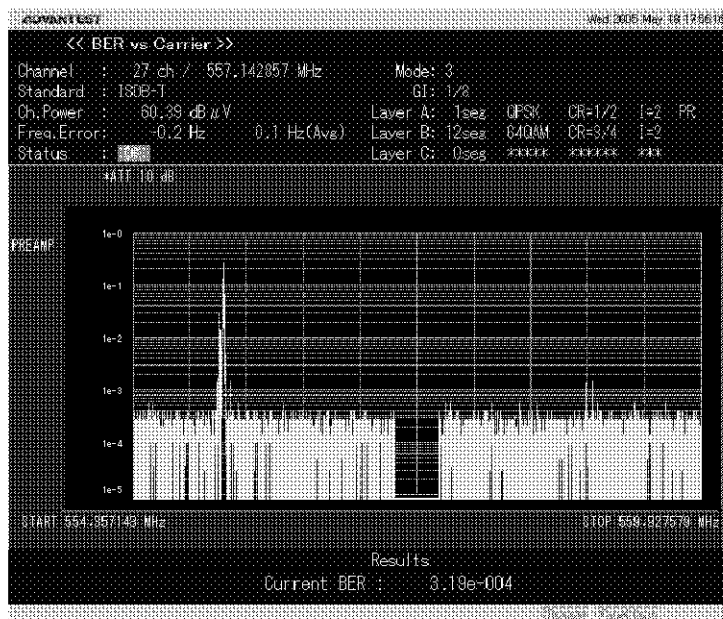 ADVANTEST Wed 2005 May 18 17:56:16
<< BER vs Carrier >>
Channel : 27 ch / 557.142857 MHz Mode: 3
Standard : ISDB-T GI: 1/8
Ch.Power : 60.39 dBμV Layer A: 1seg QPSK CR=1/2 I=2 PR
Freq.Error: -0.2 Hz 0.1 Hz(Avg) Layer B: 12seg 64QAM CR=3/4 I=2
Status : Layer C: 0seg ***** ****** ***
*ATT 10 dB
PREAMP
1e-0
1e-1
1e-2
1e-3
1e-4
1e-5
START 554.357143 MHz STOP 559.927579 MHz
Results
Current BER : 3.19e-004